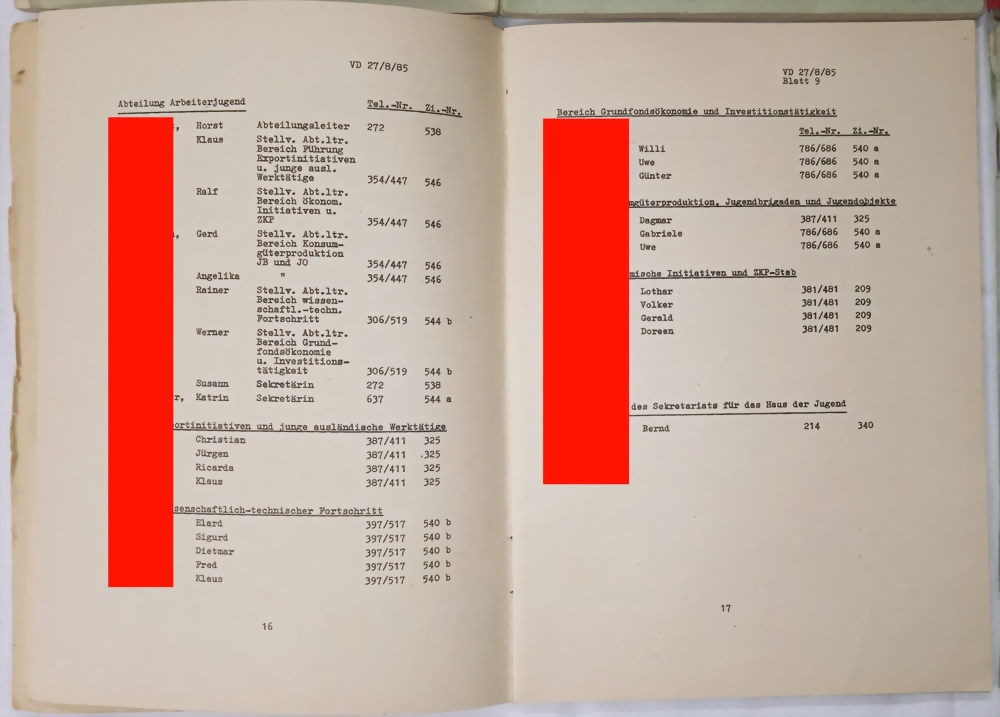 VD 27/8/85
Abteilung Arbeiterjugend Tel.-Nr. Zi.-Nr.
, Horst Abteilungsleiter 272 538
Klaus Stellv. Abt.ltr.
Bereich Führung
Exportinitiativen
u. junge ausl.
Werktätige 354/447 546
Ralf Stellv. Abt.ltr.
Bereich ökonom.
Initiativen u.
ZKP 354/447 546
, Gerd Stellv. Abt.ltr.
Bereich Konsum-
güterproduktion
JB und JO 354/447 546
Angelika " 354/447 546
Rainer Stellv. Abt.ltr.
Bereich wissen-
schaftl.-techn.
Fortschritt 306/519 544 b
Werner Stellv. Abt.ltr.
Bereich Grund-
fondsökonomie
u. Investitions-
tätigkeit 306/519 544 b
Susann Sekretärin 272 538
r, Katrin Sekretärin 637 544 a
ortinitiativen und junge ausländische Werktätige
Christian 387/411 325
Jürgen 387/411 .325
Ricarda 387/411 325
Klaus 387/411 325
senschaftlich-technischer Fortschritt
Elard 397/517 540 b
Sigurd 397/517 540 b
Dietmar 397/517 540 b
Fred 397/517 540 b
Klaus 397/517 540 b
16
VD 27/8/85
Blatt 9
Bereich Grundfondsökonomie und Investitionstätigkeit
Tel.-Nr. Zi.-Nr.
Willi 786/686 540 a
Uwe 786/686 540 a
Günter 786/686 540 a
mgüterproduktion, Jugendbrigaden und Jugendobjekte
Dagmar 387/411 325
Gabriele 786/686 540 a
Uwe 786/686 540 a
mische Initiativen und ZKP-Stab
Lothar 381/481 209
Volker 381/481 209
Gerald 381/481 209
Doreen 381/481 209
des Sekretariats für das Haus der Jugend
Bernd 214 340
17